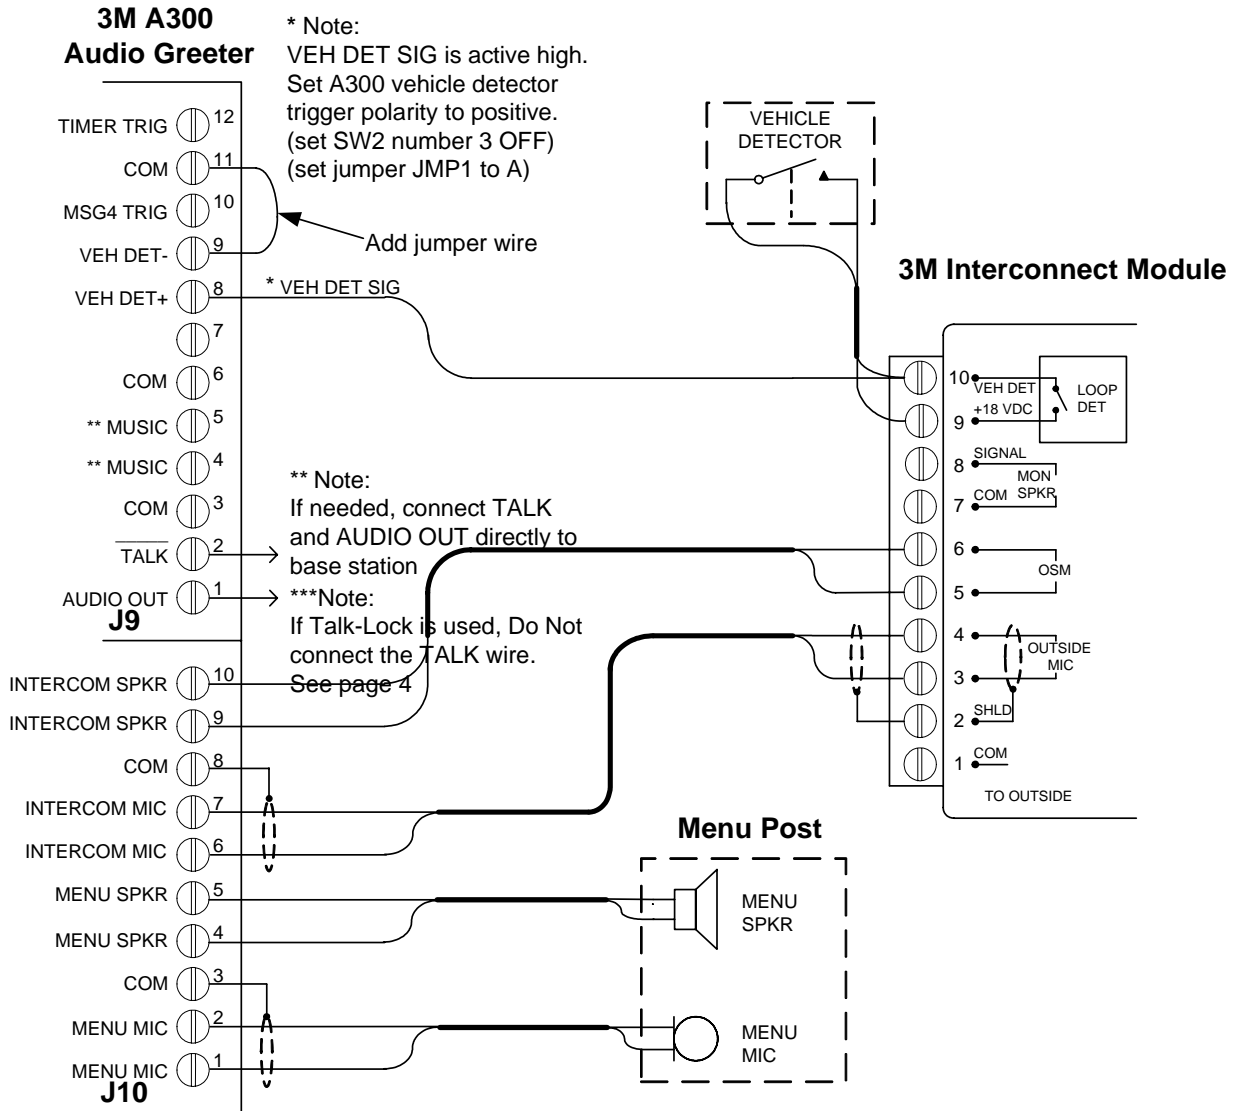 3M A300
Audio Greeter
* Note:
VEH DET SIG is active high.
Set A300 vehicle detector
trigger polarity to positive.
(set SW2 number 3 OFF)
(set jumper JMP1 to A)
TIMER TRIG 12
COM 11
MSG4 TRIG 10
VEH DET- 9
VEH DET+ 8
7
COM 6
** MUSIC 5
** MUSIC 4
COM 3
TALK 2
AUDIO OUT 1
J9
Add jumper wire
* VEH DET SIG
** Note:
If needed, connect TALK
and AUDIO OUT directly to
base station
***Note:
If Talk-Lock is used, Do Not
connect the TALK wire.
See page 4
INTERCOM SPKR 10
INTERCOM SPKR 9
COM 8
INTERCOM MIC 7
INTERCOM MIC 6
MENU SPKR 5
MENU SPKR 4
COM 3
MENU MIC 2
MENU MIC 1
J10
VEHICLE
DETECTOR
3M Interconnect Module
10 VEH DET
9 +18 VDC
LOOP
DET
8 SIGNAL
7 COM
MON
SPKR
6
5
OSM
4
3
OUTSIDE
MIC
2 SHLD
1 COM
TO OUTSIDE
Menu Post
MENU
SPKR
MENU
MIC